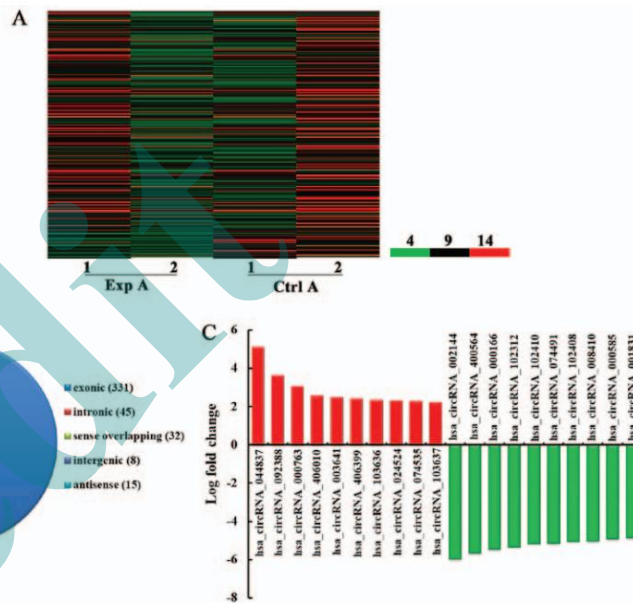 A
1 2
Exp A
1 2
Ctrl A
4 9 14
exonic (331)
intronic (45)
sense overlapping (32)
intergenic (8)
antisense (15)
C
Log fold change
6
4
2
0
-2
-4
-6
-8
hsa_circRNA_044837
hsa_circRNA_092388
hsa_circRNA_000763
hsa_circRNA_406010
hsa_circRNA_003641
hsa_circRNA_406399
hsa_circRNA_103636
hsa_circRNA_024524
hsa_circRNA_074535
hsa_circRNA_103637
hsa_circRNA_002144
hsa_circRNA_400564
hsa_circRNA_000166
hsa_circRNA_102312
hsa_circRNA_102410
hsa_circRNA_074491
hsa_circRNA_102408
hsa_circRNA_008410
hsa_circRNA_000585
hsa_circRNA_001831